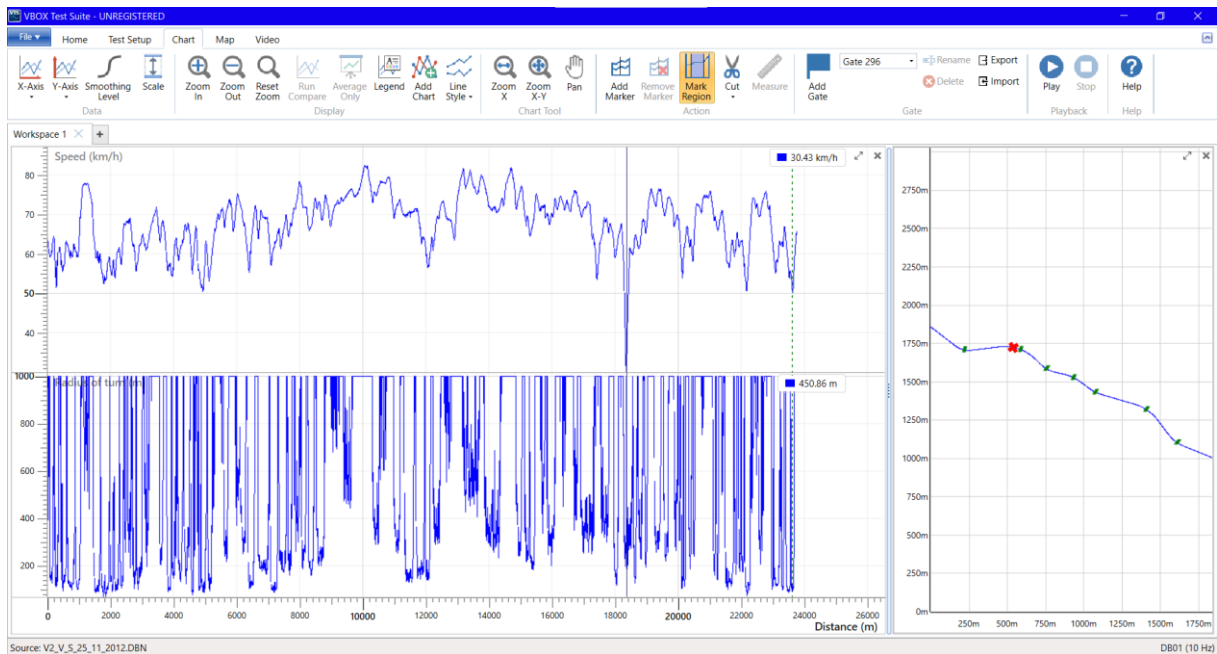 VBOX Test Suite - UNREGISTERED
File Home Test Setup Chart Map Video
X-Axis Y-Axis Smoothing Level Scale
Zoom In Zoom Out Reset Zoom Run Compare Average Only Legend Add Chart Line Style
Zoom X Zoom X-Y Pan
Add Marker Remove Marker Mark Region Cut Measure
Add Gate Gate 296 Rename Export
Delete Import
Play Stop Help
Data Display Chart Tool Action Gate Playback Help
Workspace 1 +
Speed (km/h)
30.43 km/h
80
70
60
50
40
Radius of turn (m)
450.86 m
1000
800
600
400
200
0 2000 4000 6000 8000 10000 12000 14000 16000 18000 20000 22000 24000 26000
Distance (m)
2750m
2500m
2250m
2000m
1750m
1500m
1250m
1000m
750m
500m
250m
0m
250m 500m 750m 1000m 1250m 1500m 1750m
Source: V2_V_S_25_11_2012.DBN DB01 (10 Hz)